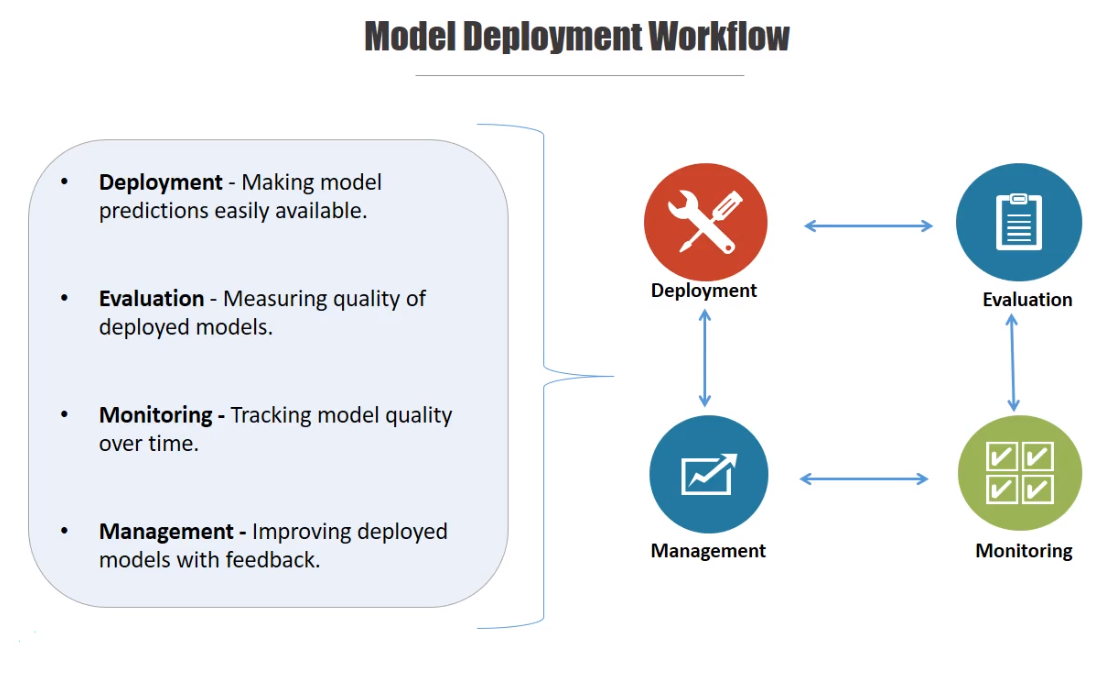 Model Deployment Workflow
• Deployment - Making model
predictions easily available.
• Evaluation - Measuring quality of
deployed models.
• Monitoring - Tracking model quality
over time.
• Management - Improving deployed
models with feedback.
Deployment
Evaluation
Management
Monitoring